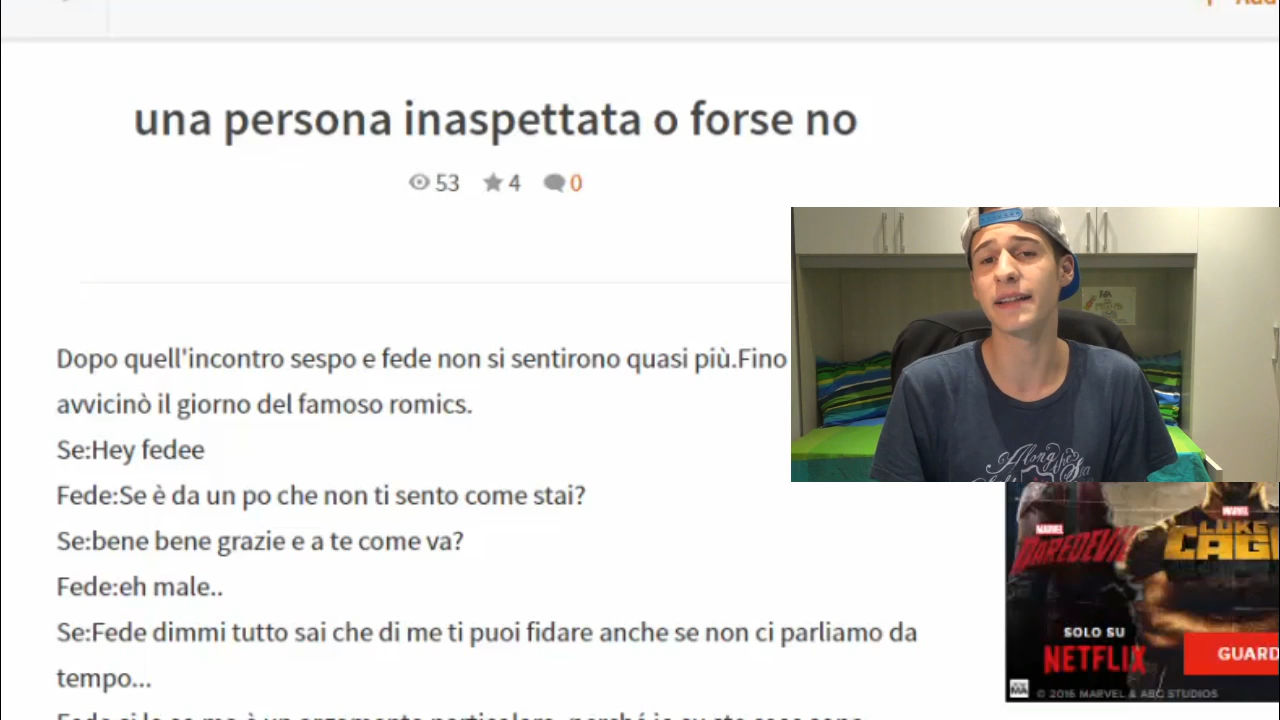 una persona inaspettata o forse no
53 4 0
Dopo quell'incontro sespo e fede non si sentirono quasi più.Fino
avvicinò il giorno del famoso romics.
Se:Hey fedee
Fede:Se è da un po che non ti sento come stai?
Se:bene bene grazie e a te come va?
Fede:eh male..
Se:Fede dimmi tutto sai che di me ti puoi fidare anche se non ci parliamo da
tempo...
Along
MARVEL
DAREDEVIL
MARVEL
LUKE
CAGE
SOLO SU
NETFLIX
GUARD
© 2016 MARVEL & ABC STUDIOS